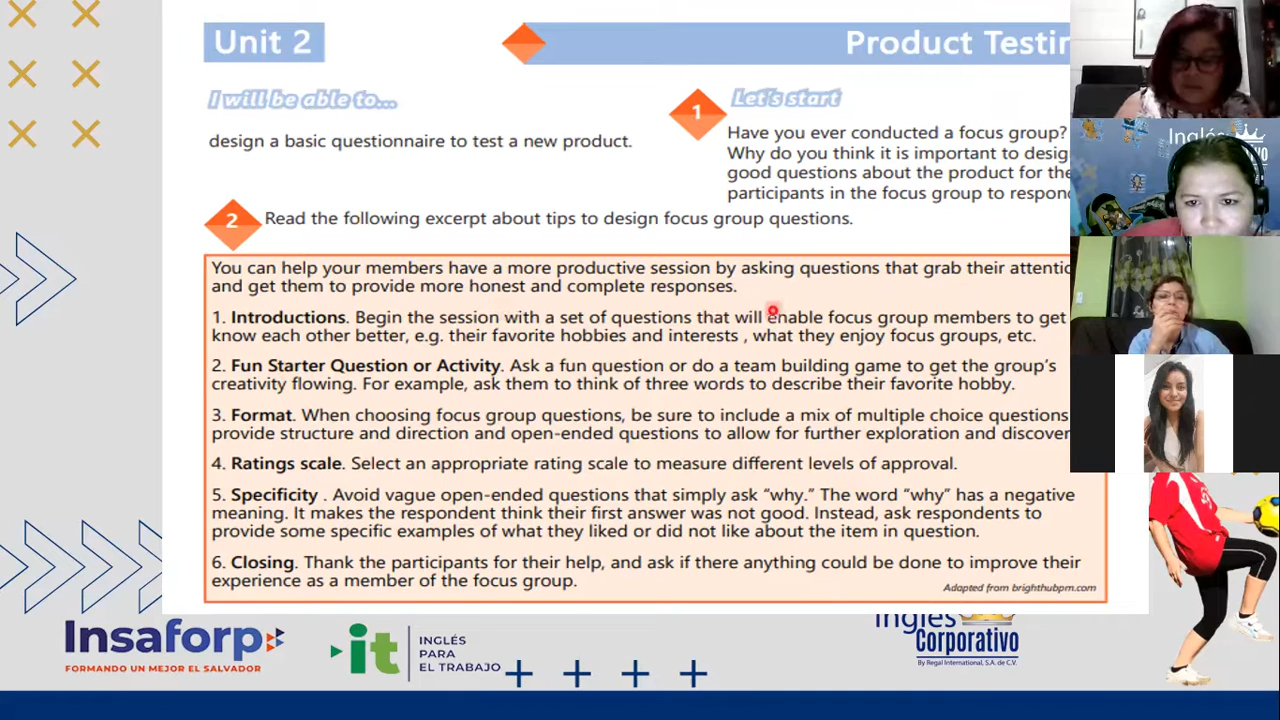 Unit 2
Product Testin
I will be able to...
Let's start
1
design a basic questionnaire to test a new product.
Have you ever conducted a focus group?
Why do you think it is important to desig
good questions about the product for the
participants in the focus group to respon
2
Read the following excerpt about tips to design focus group questions.
You can help your members have a more productive session by asking questions that grab their attentio
and get them to provide more honest and complete responses.
1. Introductions. Begin the session with a set of questions that will enable focus group members to get
know each other better, e.g. their favorite hobbies and interests , what they enjoy focus groups, etc.
2. Fun Starter Question or Activity. Ask a fun question or do a team building game to get the group's
creativity flowing. For example, ask them to think of three words to describe their favorite hobby.
3. Format. When choosing focus group questions, be sure to include a mix of multiple choice questions
provide structure and direction and open-ended questions to allow for further exploration and discover
4. Ratings scale. Select an appropriate rating scale to measure different levels of approval.
5. Specificity . Avoid vague open-ended questions that simply ask “why.” The word “why” has a negative
meaning. It makes the respondent think their first answer was not good. Instead, ask respondents to
provide some specific examples of what they liked or did not like about the item in question.
6. Closing. Thank the participants for their help, and ask if there anything could be done to improve their
experience as a member of the focus group.
Adapted from brighthubpm.com
Inglés
Corporativo
Insaforp
FORMANDO UN MEJOR EL SALVADOR
it
INGLÉS
PARA
EL TRABAJO
Inglés
Corporativo
By Regal International, S.A. de C.V.